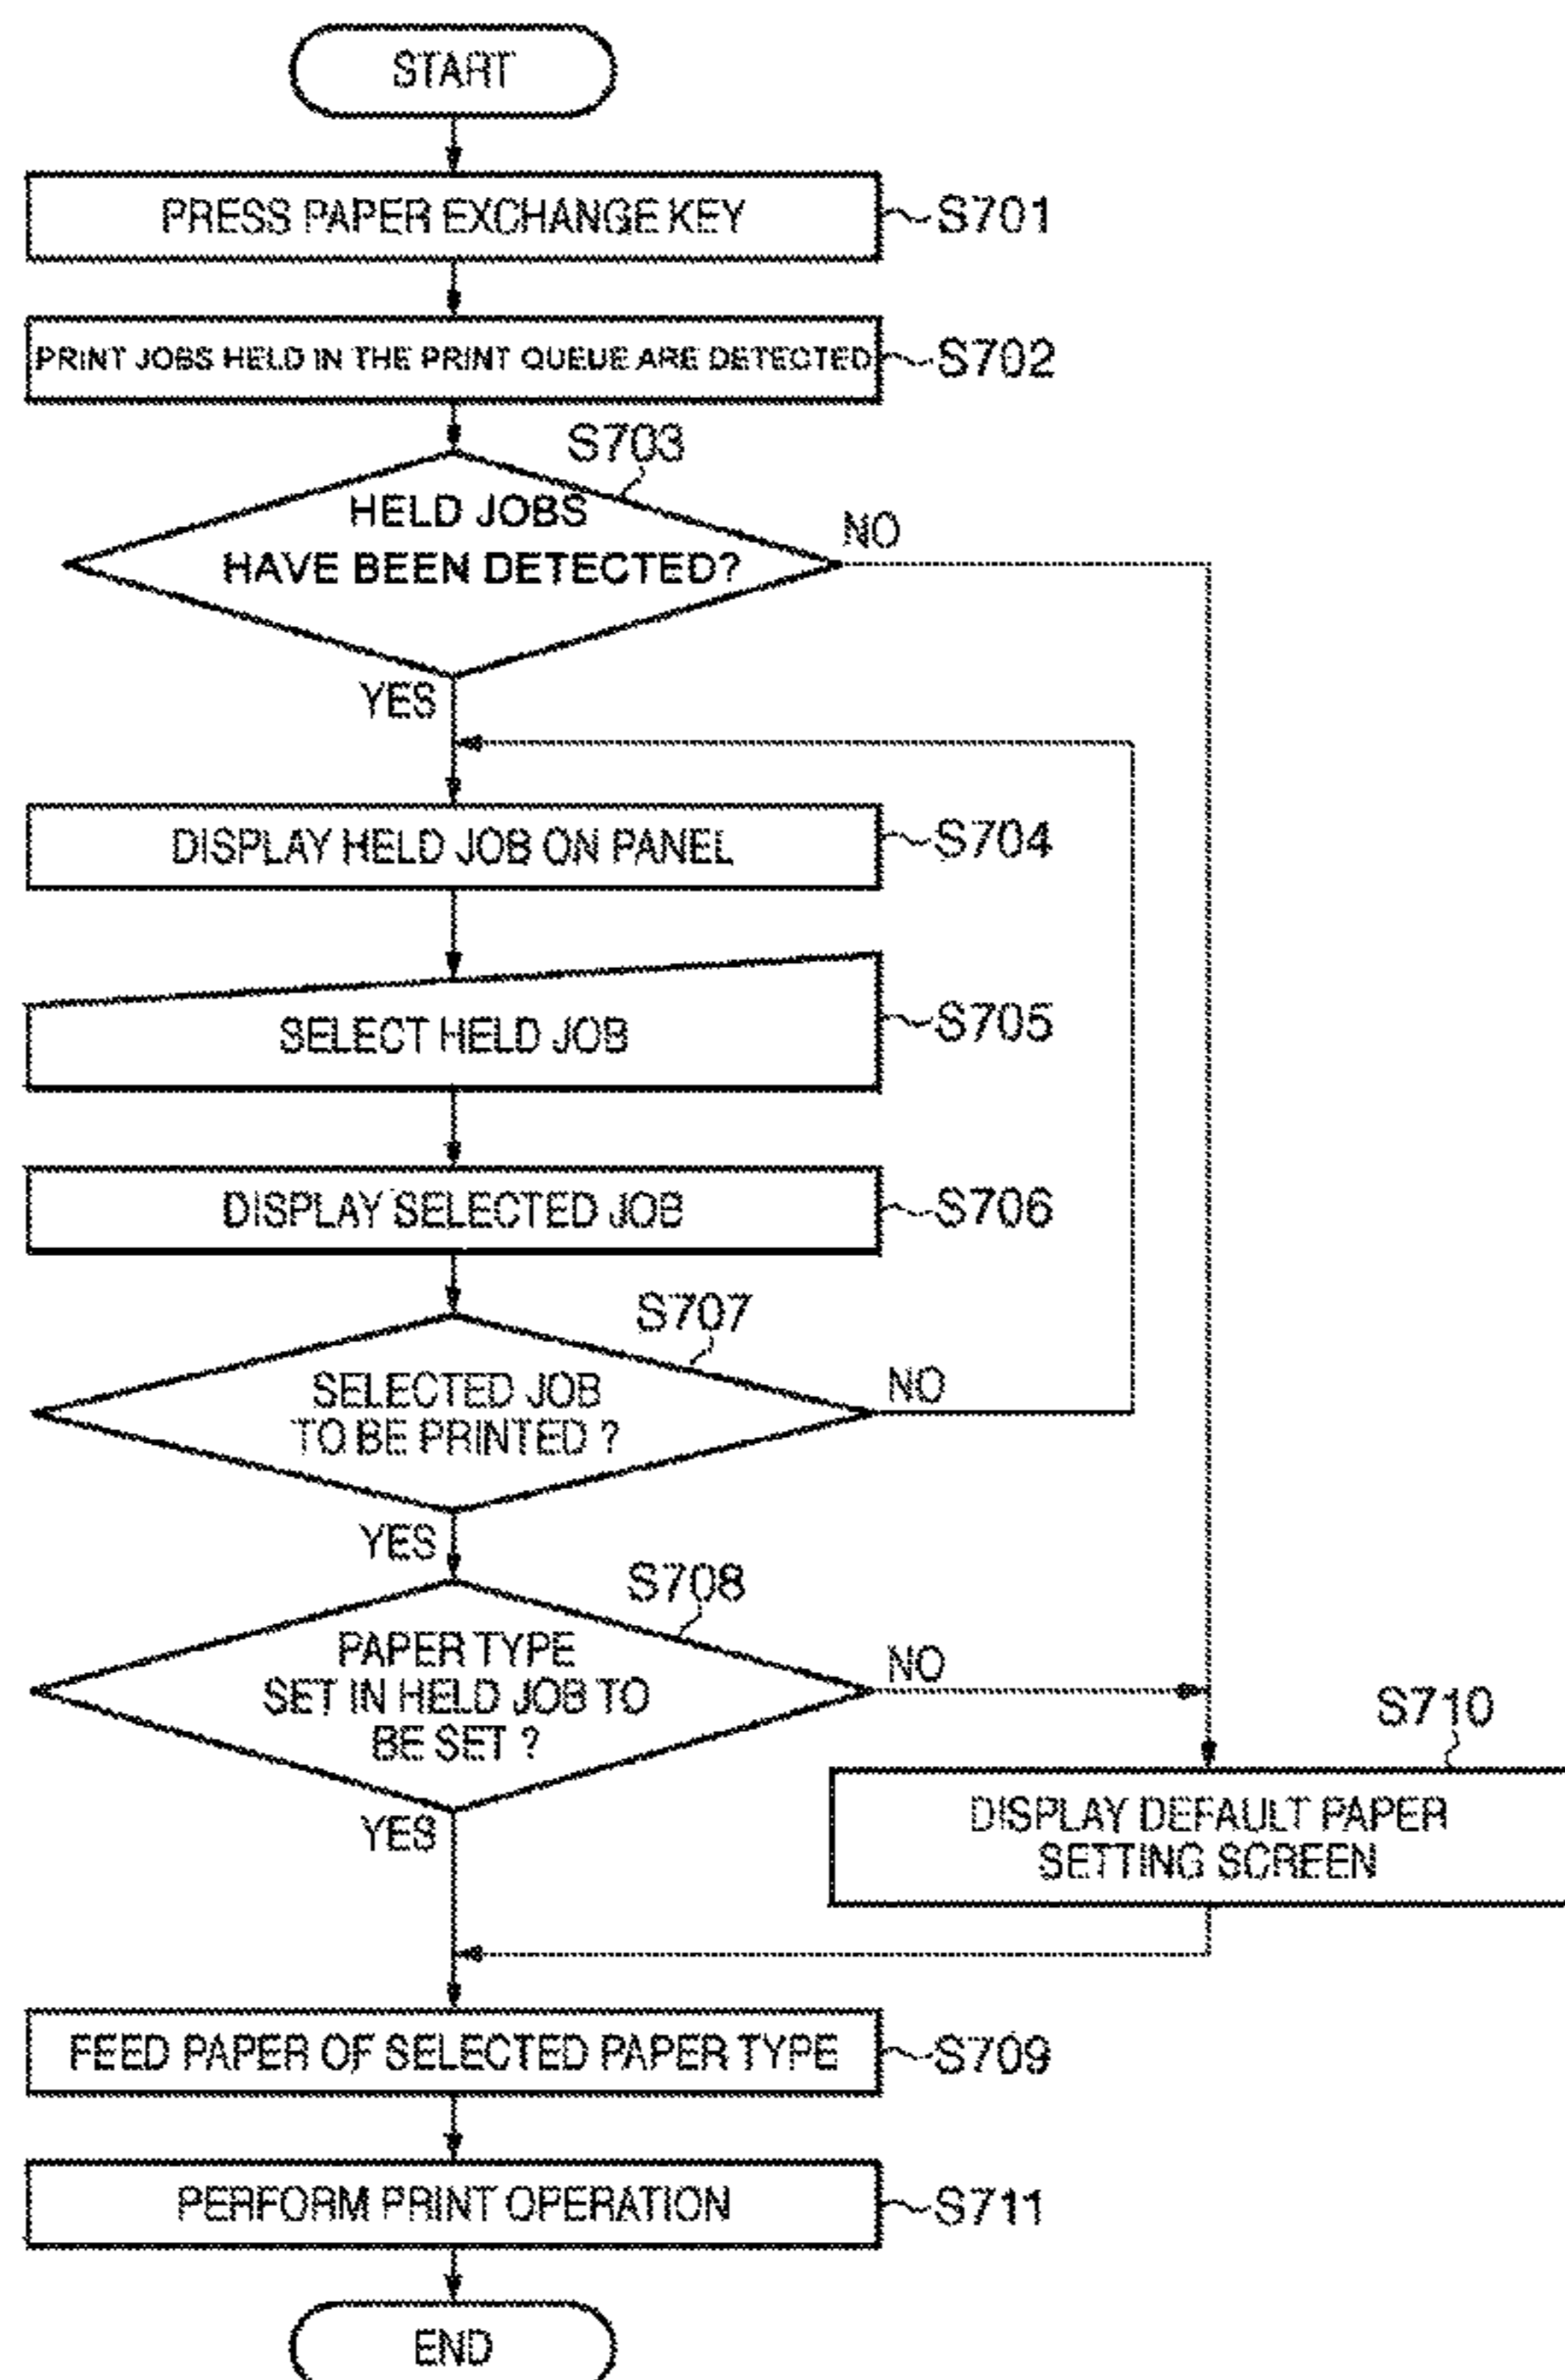 START
PRESS PAPER EXCHANGE KEY
S701
PRINT JOBS HELD IN THE PRINT QUEUE ARE DETECTED
S702
S703
HELD JOBS
HAVE BEEN DETECTED?
NO
YES
DISPLAY HELD JOB ON PANEL
S704
SELECT HELD JOB
S705
DISPLAY SELECTED JOB
S706
S707
SELECTED JOB
TO BE PRINTED ?
NO
YES
S708
PAPER TYPE
SET IN HELD JOB TO
BE SET ?
NO
YES
S710
DISPLAY DEFAULT PAPER
SETTING SCREEN
FEED PAPER OF SELECTED PAPER TYPE
S709
PERFORM PRINT OPERATION
S711
END